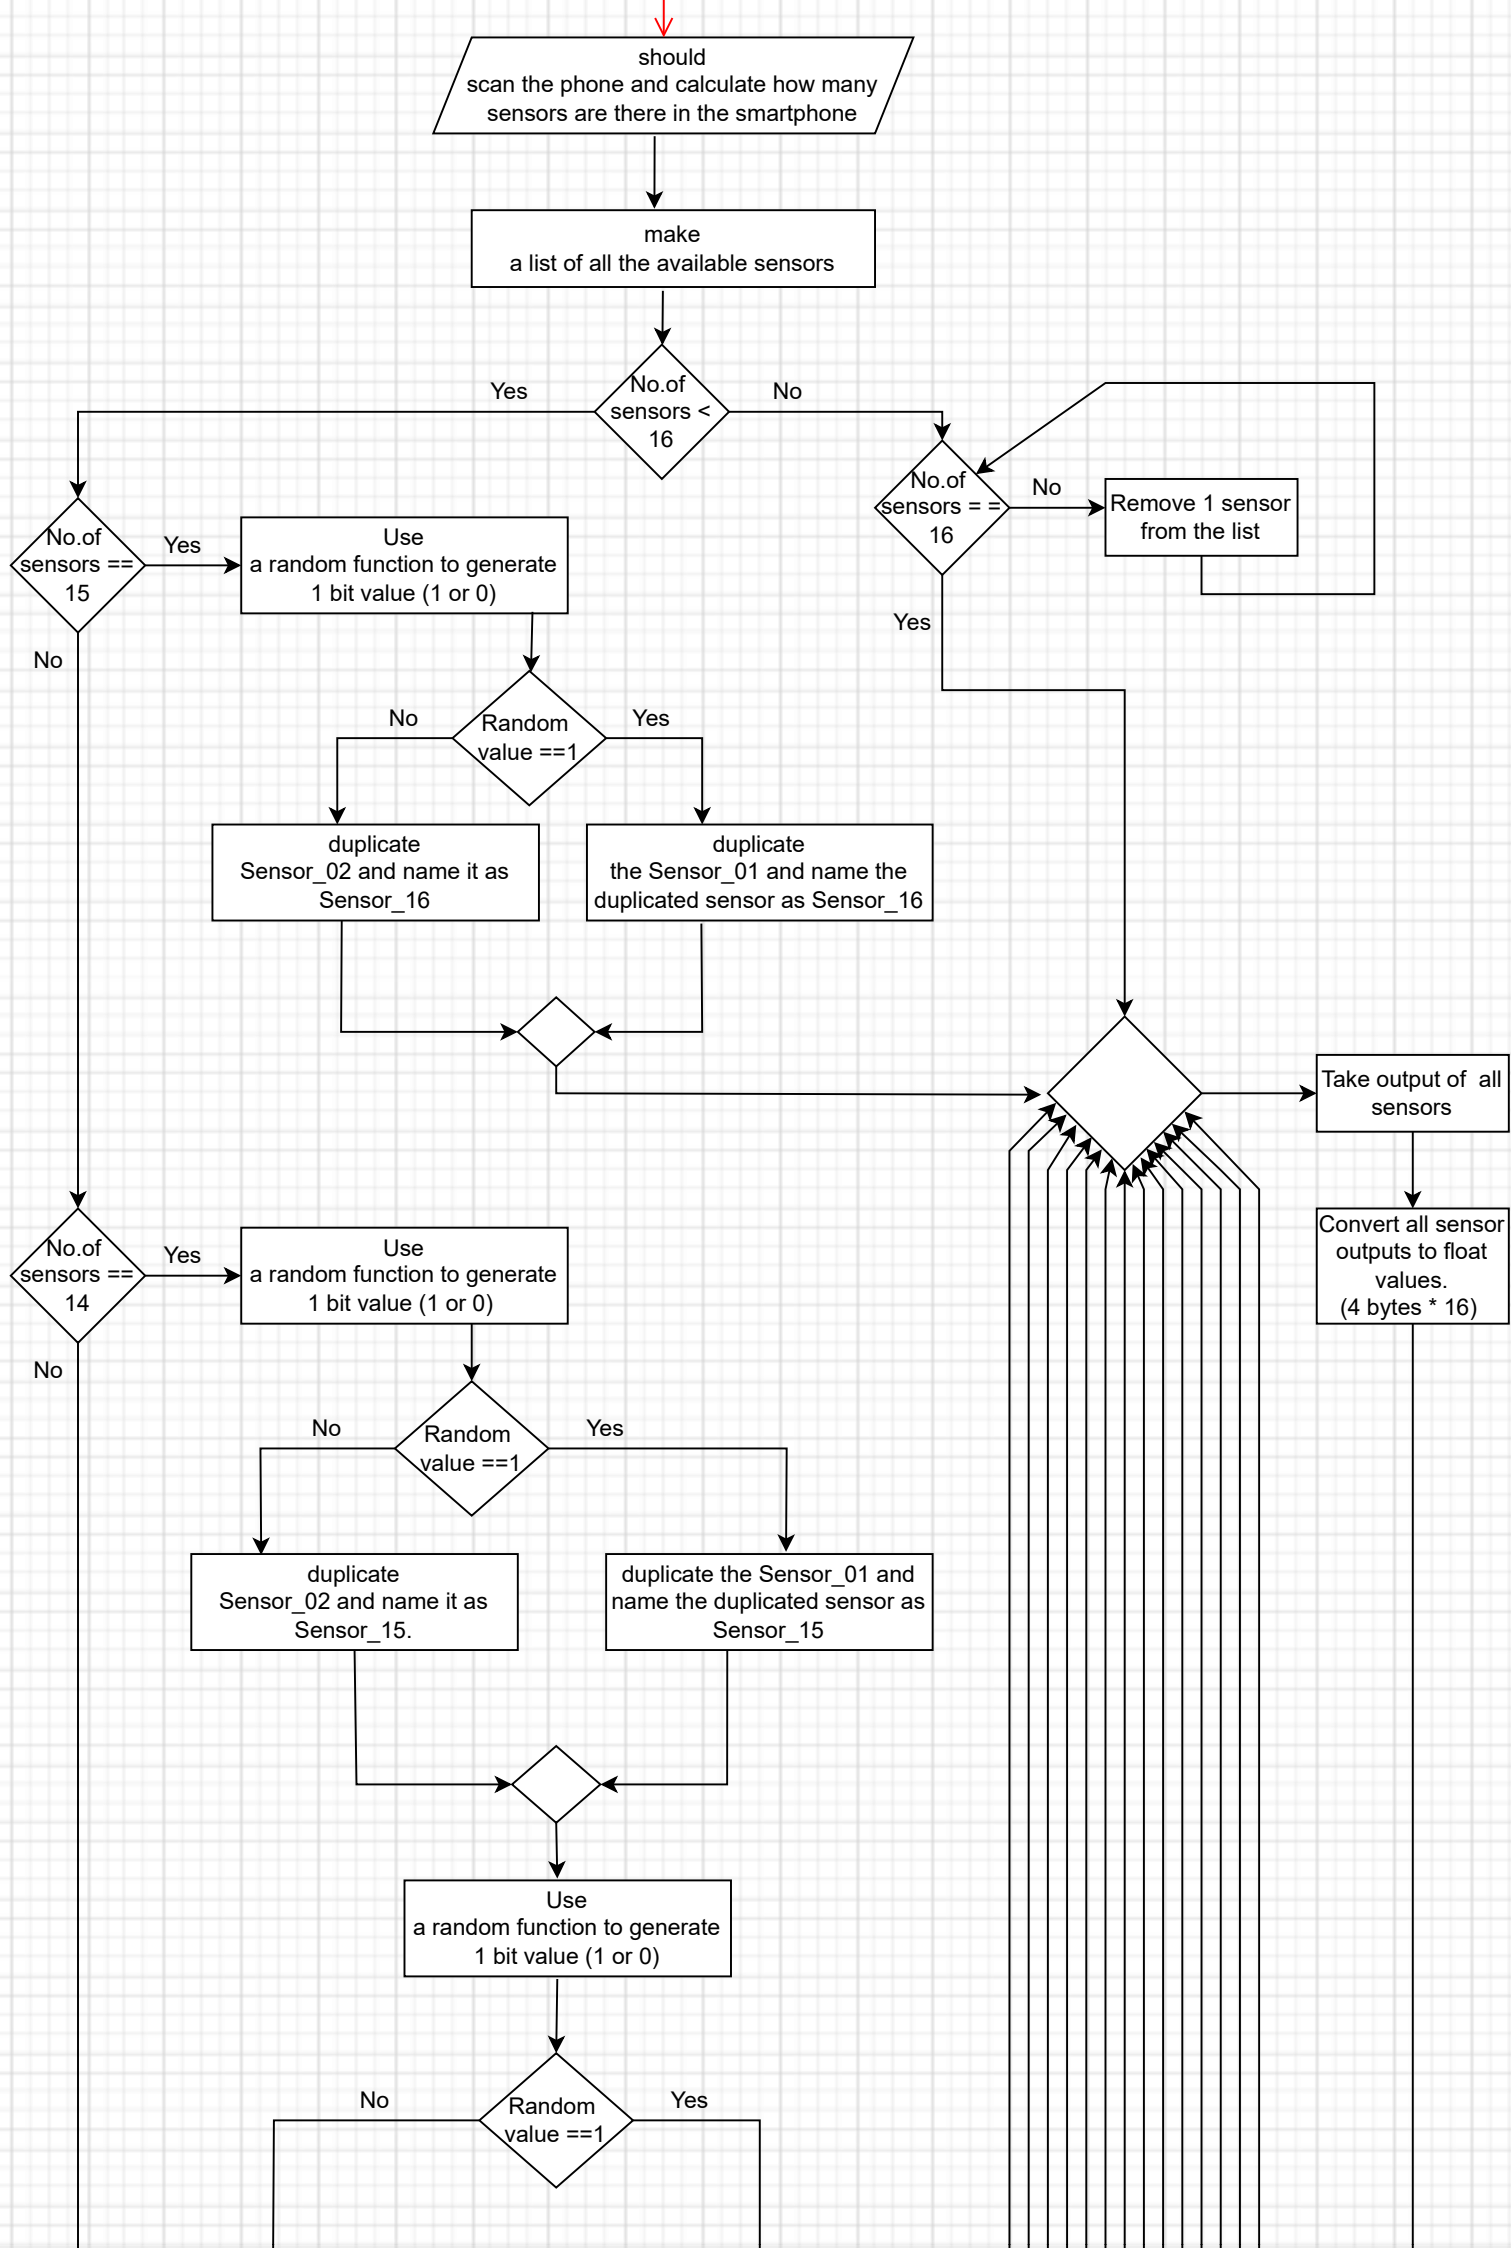 should
scan the phone and calculate how many
sensors are there in the smartphone
make
a list of all the available sensors
No.of
sensors <
16
Yes
No
No.of
sensors = =
16
No
Remove 1 sensor
from the list
Yes
No.of
sensors ==
15
Yes
Use
a random function to generate
1 bit value (1 or 0)
No
Random
value ==1
No
Yes
duplicate
Sensor_02 and name it as
Sensor_16
duplicate
the Sensor_01 and name the
duplicated sensor as Sensor_16
Take output of  all
sensors
Convert all sensor
outputs to float
values.
(4 bytes * 16)
No.of
sensors ==
14
Yes
Use
a random function to generate
1 bit value (1 or 0)
No
Random
value ==1
No
Yes
duplicate
Sensor_02 and name it as
Sensor_15.
duplicate the Sensor_01 and
name the duplicated sensor as
Sensor_15
Use
a random function to generate
1 bit value (1 or 0)
Random
value ==1
No
Yes